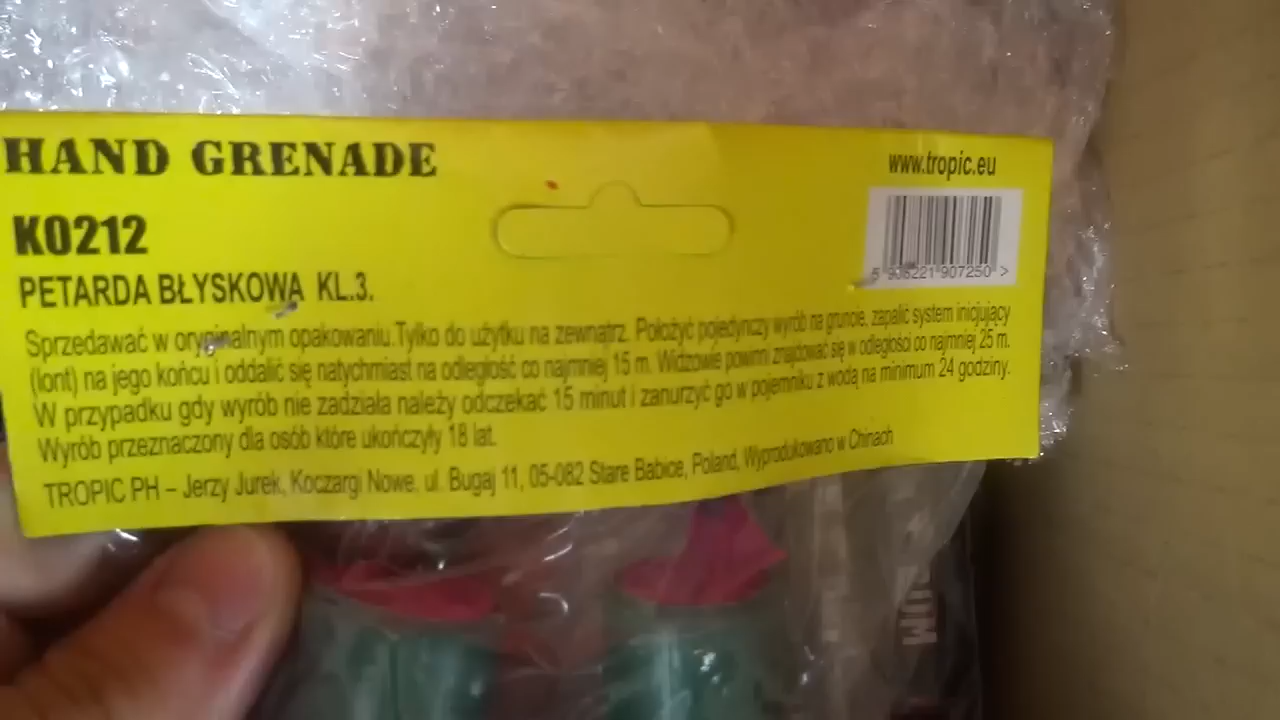 HAND GRENADE
www.tropic.eu
K0212
PETARDA BŁYSKOWA KL.3.
Sprzedawać w oryginalnym opakowaniu.Tylko do użytku na zewnatrz. Położyć pojedynczy wyrób na gruncie, zapalić system inicjujący
(lont) na jego końcu i oddalić się natychmiast na odległość co najmniej 15 m. Widzowie powinni znajdować się w odległości co najmniej 25 m.
W przypadku gdy wyrób nie zadziała należy odczekać 15 minut i zanurzyć go w pojemniku z wodą na minimum 24 godziny.
Wyrób przeznaczony dla osób które ukończyły 18 lat.
TROPIC PH – Jerzy Jurek, Koczargi Nowe, ul. Bugaj 11, 05-082 Stare Babice, Poland, Wyprodukowano w Chinach